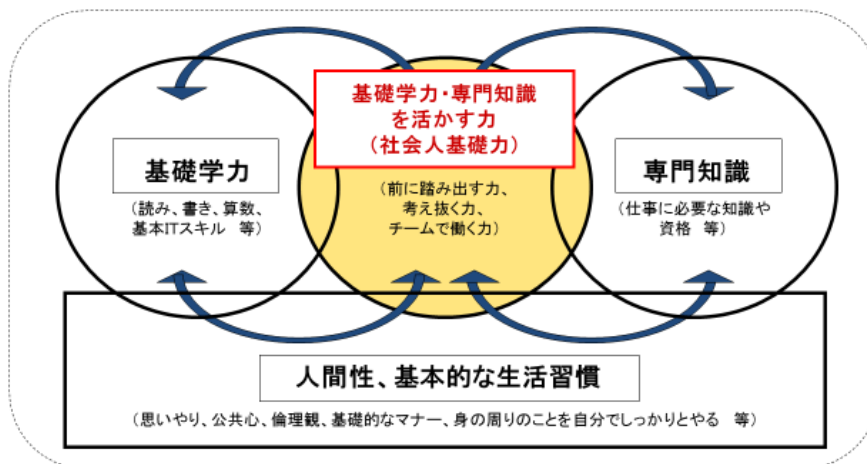 基礎学力・専門知識
を活かす力
(社会人基礎力)
基礎学力
(読み、書き、算数、
基本ITスキル 等)
(前に踏み出す力、
考え抜く力、
チームで働く力)
専門知識
(仕事に必要な知識や
資格 等)
人間性、基本的な生活習慣
(思いやり、公共心、倫理観、基礎的なマナー、身の周りのことを自分でしっかりとやる 等)